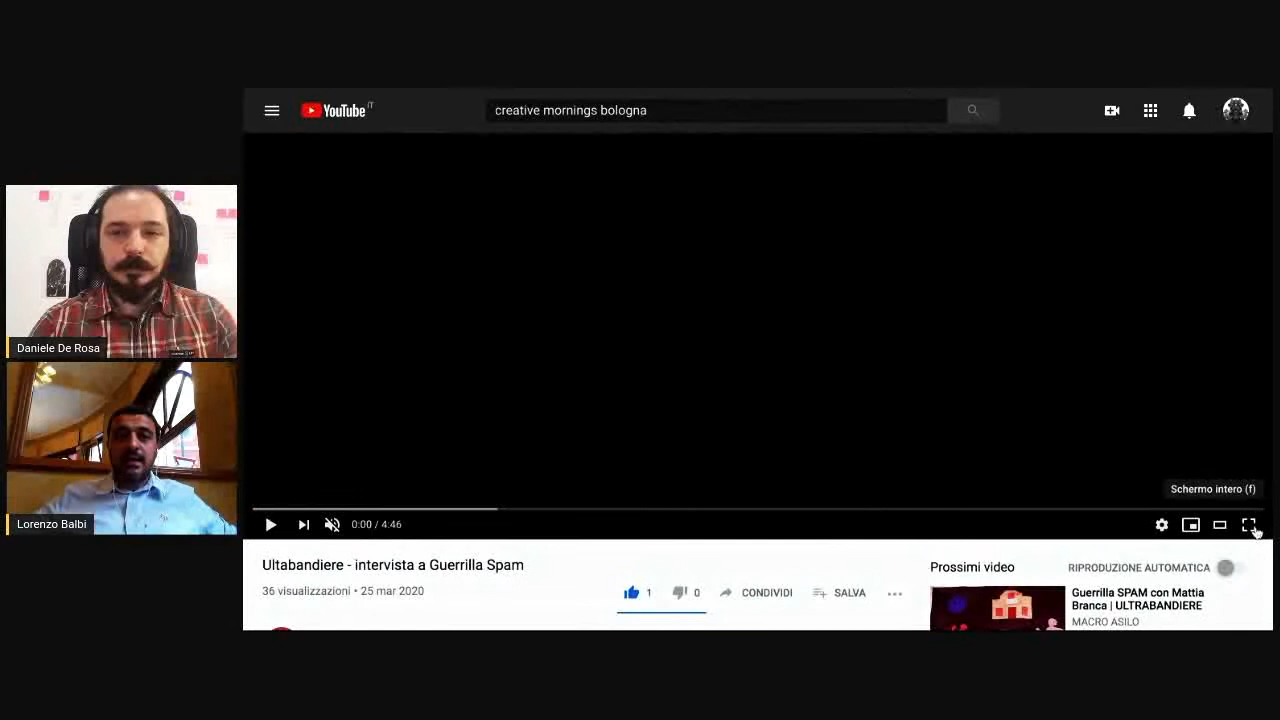 YouTube IT
creative mornings bologna
Daniele De Rosa
Lorenzo Balbi
Schermo intero (f)
0:00 / 4:46
Ultabandiere - intervista a Guerrilla Spam
36 visualizzazioni • 25 mar 2020
1
0
CONDIVIDI
SALVA
Prossimi video
RIPRODUZIONE AUTOMATICA
Guerrilla SPAM con Mattia
Branca | ULTRABANDIERE
MACRO ASILO